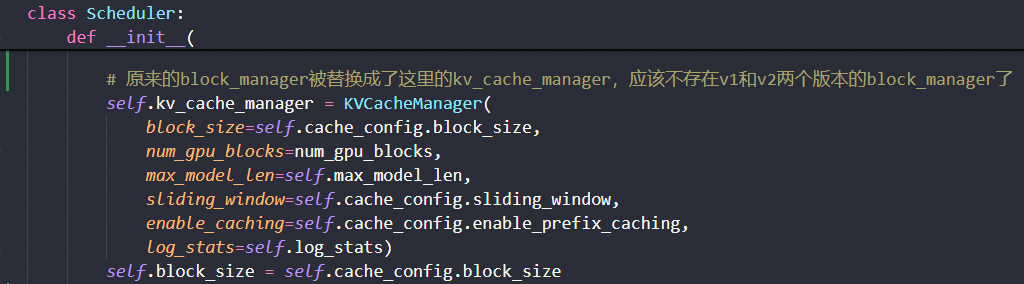 class Scheduler:
def __init__(
# 原来的block_manager被替换成了这里的kv_cache_manager，应该不存在v1和v2两个版本的block_manager了
self.kv_cache_manager = KVCacheManager(
block_size=self.cache_config.block_size,
num_gpu_blocks=num_gpu_blocks,
max_model_len=self.max_model_len,
sliding_window=self.cache_config.sliding_window,
enable_caching=self.cache_config.enable_prefix_caching,
log_stats=self.log_stats)
self.block_size = self.cache_config.block_size